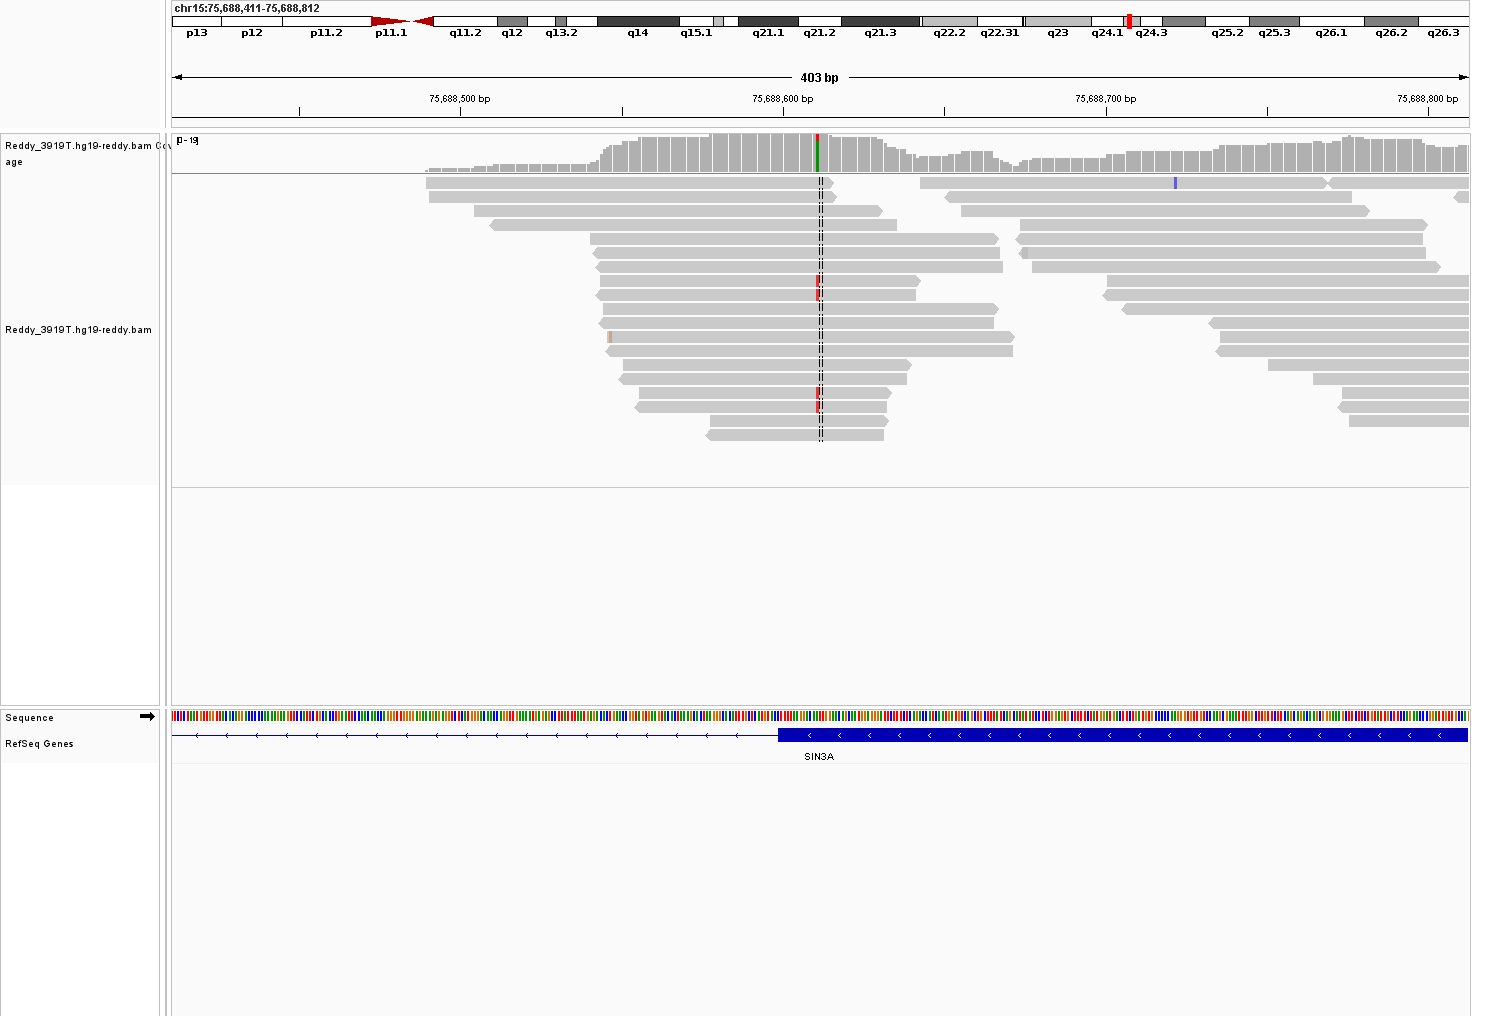 chr15:75,688,411-75,688,812
p13 p12 p11.2 p11.1 q11.2 q12 q13.2 q14 q15.1 q21.1 q21.2 q21.3 q22.2 q22.31 q23 q24.1 q24.3 q25.2 q25.3 q26.1 q26.2 q26.3
403 bp
75,688,500 bp 75,688,600 bp 75,688,700 bp 75,688,800 bp
[0 - 19]
Reddy_3919T.hg19-reddy.bam Cov
age
Reddy_3919T.hg19-reddy.bam
Sequence
RefSeq Genes
SIN3A